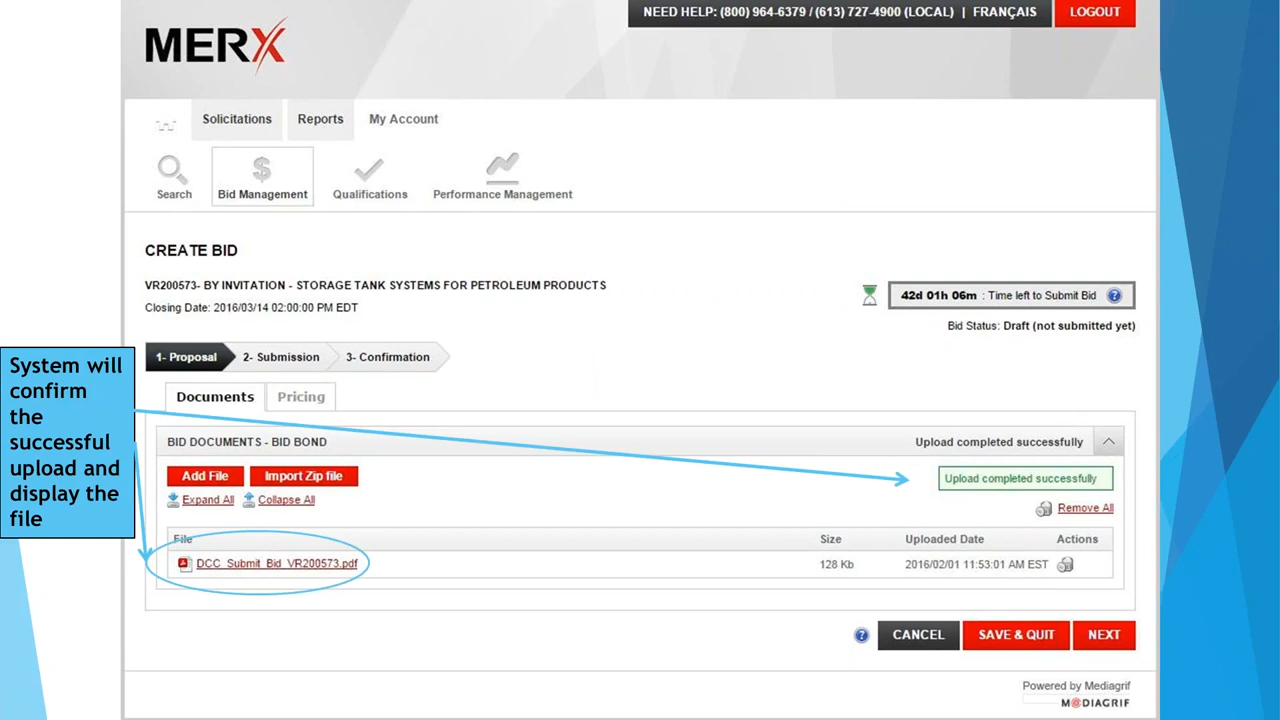 NEED HELP: (800) 964-6379 / (613) 727-4900 (LOCAL) | FRANÇAIS
LOGOUT
MERX
Solicitations
Reports
My Account
Search
Bid Management
Qualifications
Performance Management
CREATE BID
VR200573- BY INVITATION - STORAGE TANK SYSTEMS FOR PETROLEUM PRODUCTS
Closing Date: 2016/03/14 02:00:00 PM EDT
42d 01h 06m : Time left to Submit Bid ?
Bid Status: Draft (not submitted yet)
1- Proposal
2- Submission
3- Confirmation
System will
confirm
the
successful
upload and
display the
file
Documents
Pricing
BID DOCUMENTS - BID BOND
Upload completed successfully
Add File
Import Zip file
Upload completed successfully
Expand All
Collapse All
Remove All
File
Size
Uploaded Date
Actions
DCC_Submit_Bid_VR200573.pdf
128 Kb
2016/02/01 11:53:01 AM EST
?
CANCEL
SAVE & QUIT
NEXT
Powered by Mediagrif
M@DIAGRIF